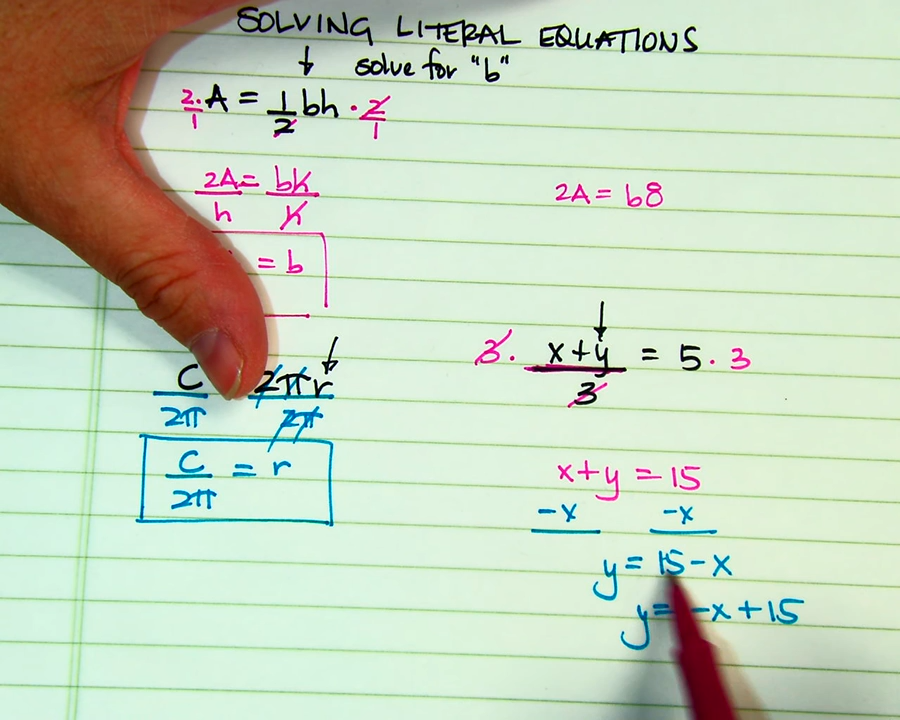 SOLVING LITERAL EQUATIONS
↓ solve for "b"
2/1 · A = 1/2 bh · 2/1
2A/h = bh/h
2A = b8
= b
3 · x+y/3 = 5 · 3
C/2π 2πr/2π
C/2π = r
x+y = 15
-x -x
y = 15-x
y = -x+15